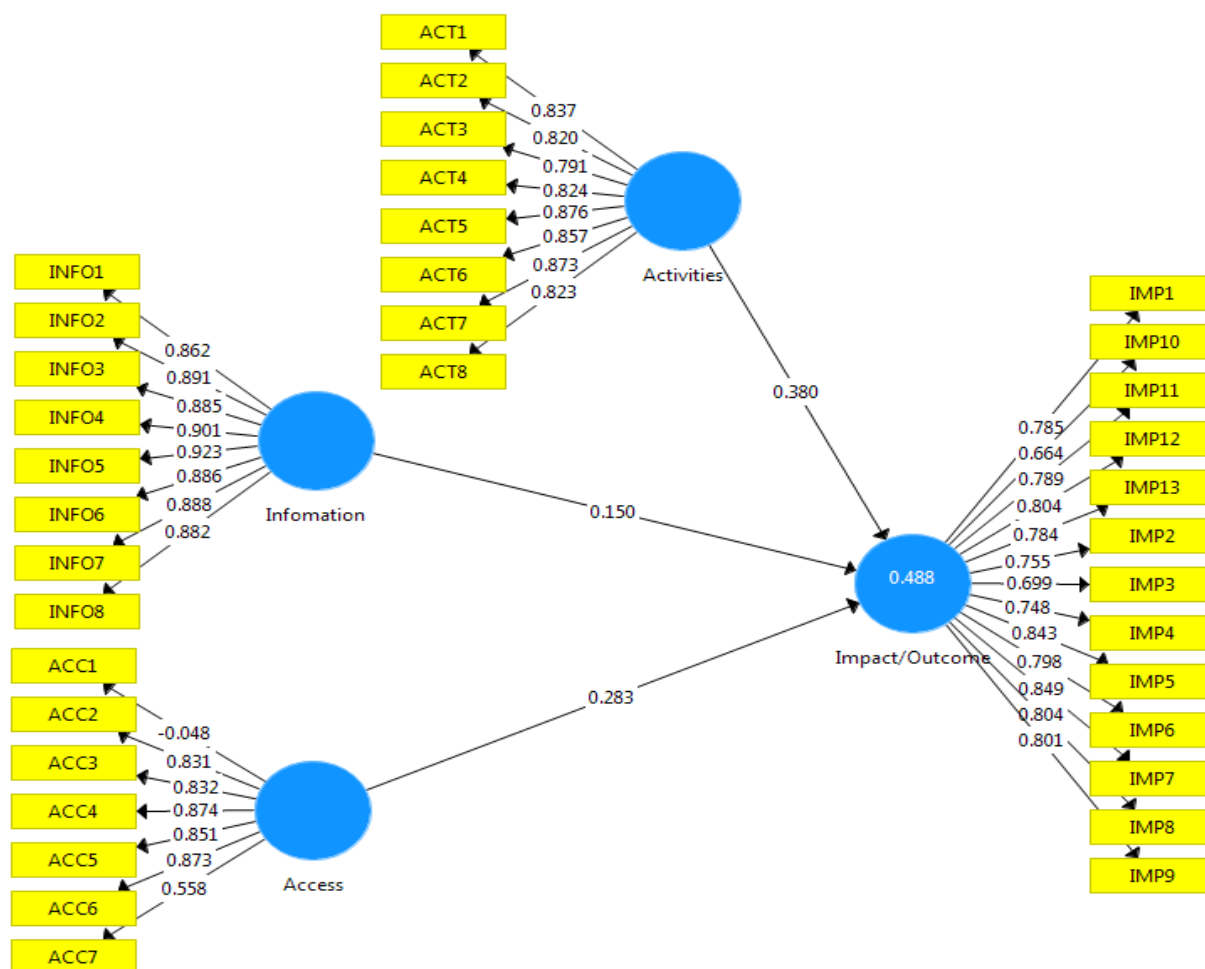 ACT1
ACT2
ACT3
ACT4
ACT5
ACT6
ACT7
ACT8
0.837
0.820
0.791
0.824
0.876
0.857
0.873
0.823
Activities
INFO1
INFO2
INFO3
INFO4
INFO5
INFO6
INFO7
INFO8
0.862
0.891
0.885
0.901
0.923
0.886
0.888
0.882
Infomation
ACC1
ACC2
ACC3
ACC4
ACC5
ACC6
ACC7
-0.048
0.831
0.832
0.874
0.851
0.873
0.558
Access
0.380
0.150
0.283
0.488
Impact/Outcome
0.785
0.664
0.789
0.804
0.784
0.755
0.699
0.748
0.843
0.798
0.849
0.804
0.801
IMP1
IMP10
IMP11
IMP12
IMP13
IMP2
IMP3
IMP4
IMP5
IMP6
IMP7
IMP8
IMP9